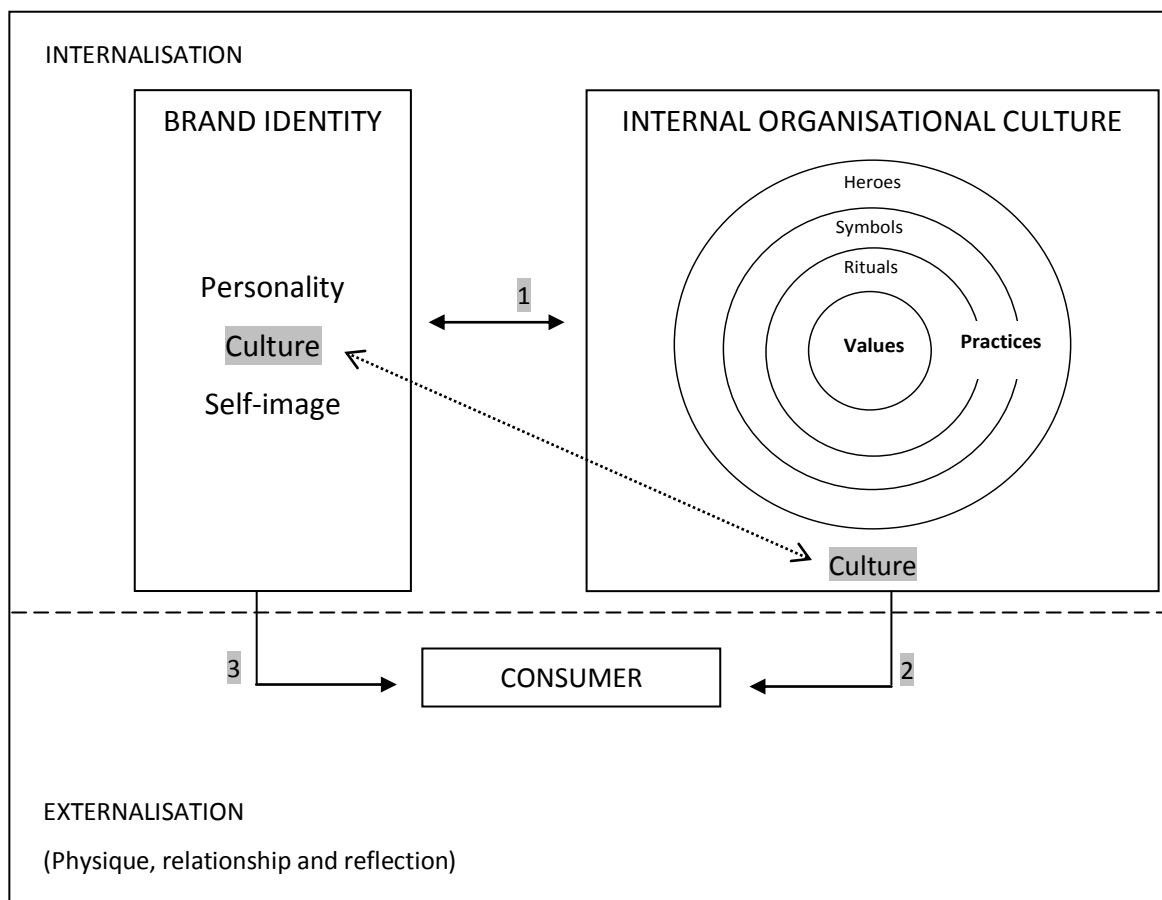 INTERNALISATION
BRAND IDENTITY
Personality
Culture
Self-image
1
INTERNAL ORGANISATIONAL CULTURE
Heroes
Symbols
Rituals
Values
Practices
Culture
3
CONSUMER
2
EXTERNALISATION
(Physique, relationship and reflection)